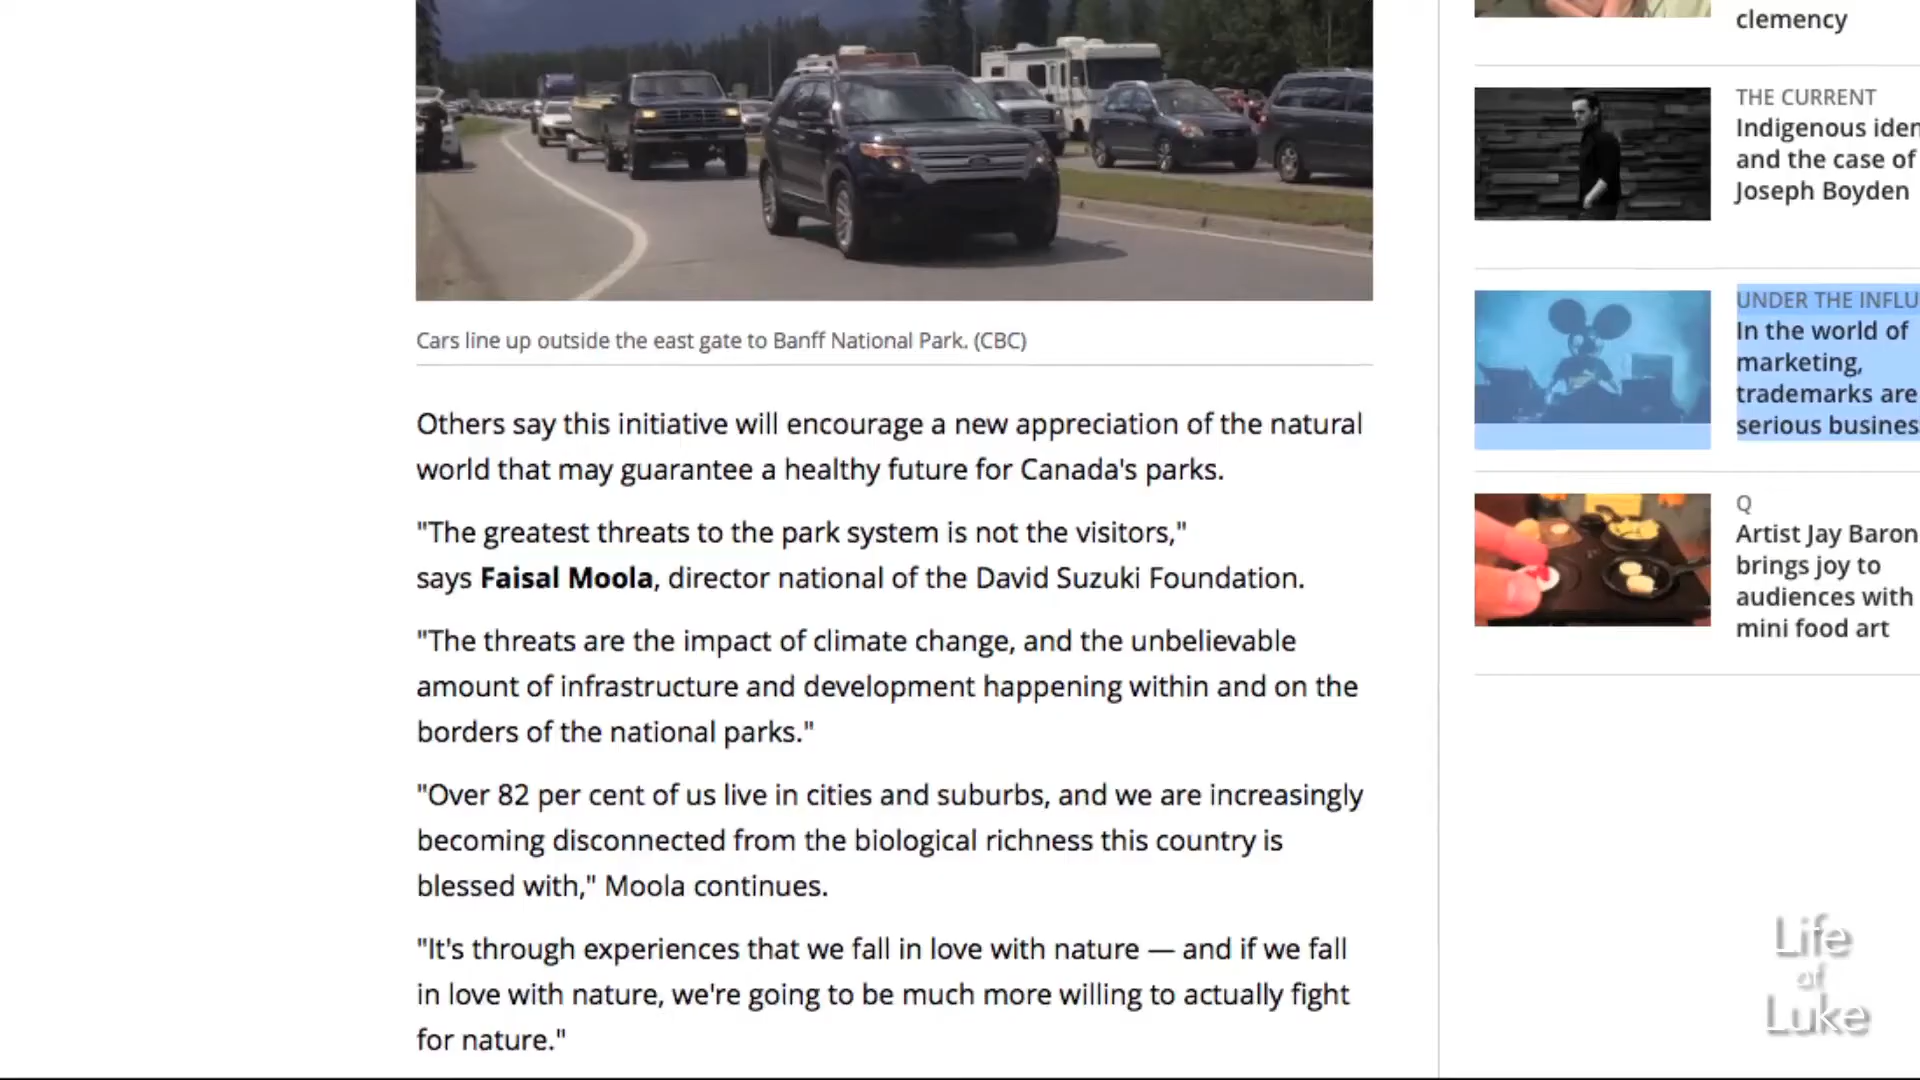 Cars line up outside the east gate to Banff National Park. (CBC)
Others say this initiative will encourage a new appreciation of the natural
world that may guarantee a healthy future for Canada's parks.
"The greatest threats to the park system is not the visitors,"
says Faisal Moola, director national of the David Suzuki Foundation.
"The threats are the impact of climate change, and the unbelievable
amount of infrastructure and development happening within and on the
borders of the national parks."
"Over 82 per cent of us live in cities and suburbs, and we are increasingly
becoming disconnected from the biological richness this country is
blessed with," Moola continues.
"It's through experiences that we fall in love with nature — and if we fall
in love with nature, we're going to be much more willing to actually fight
for nature."
clemency
THE CURRENT
Indigenous iden
and the case of
Joseph Boyden
UNDER THE INFLU
In the world of
marketing,
trademarks are
serious busines
Q
Artist Jay Baron
brings joy to
audiences with
mini food art
Life
of
Luke